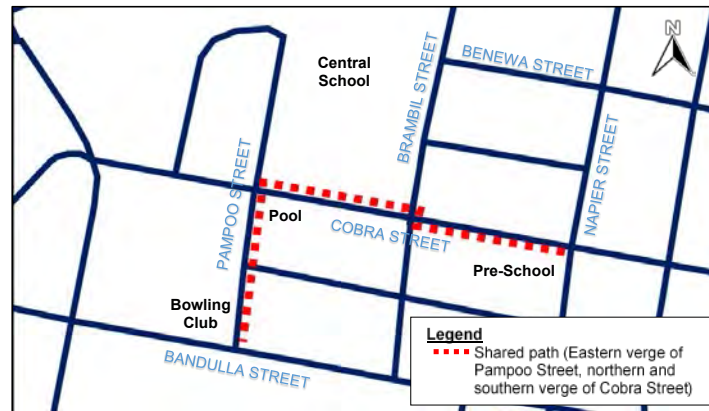 N
BENEWA STREET
Central
School
BRAMBIL STREET
NAPIER STREET
PAMPOO STREET
Pool
COBRA STREET
Pre-School
Bowling
Club
BANDULLA STREET
Legend
Shared path (Eastern verge of
Pampoo Street, northern and
southern verge of Cobra Street)